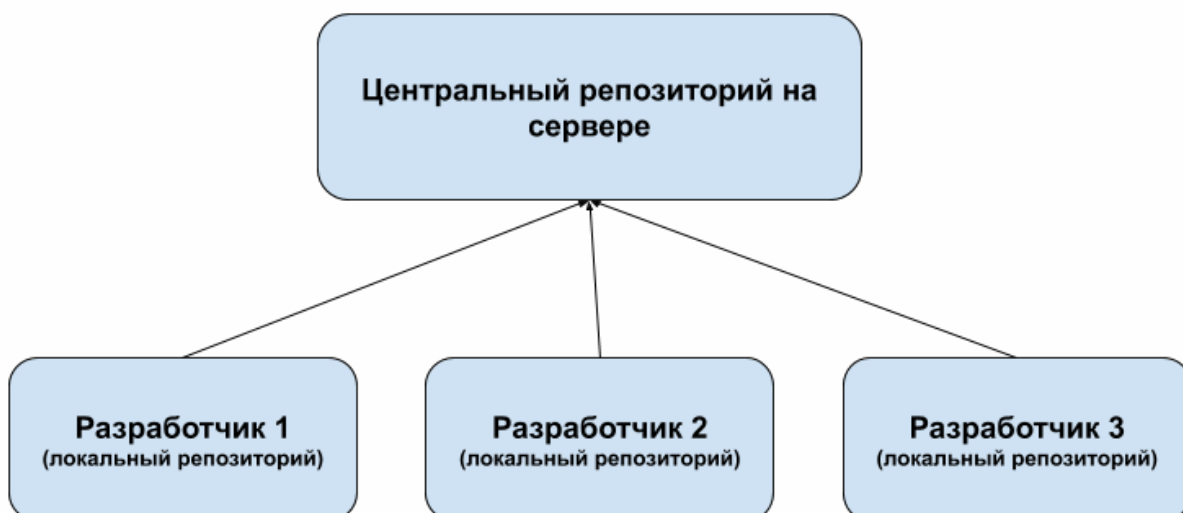 Центральный репозиторий на
сервере
Разработчик 1
(локальный репозиторий)
Разработчик 2
(локальный репозиторий)
Разработчик 3
(локальный репозиторий)